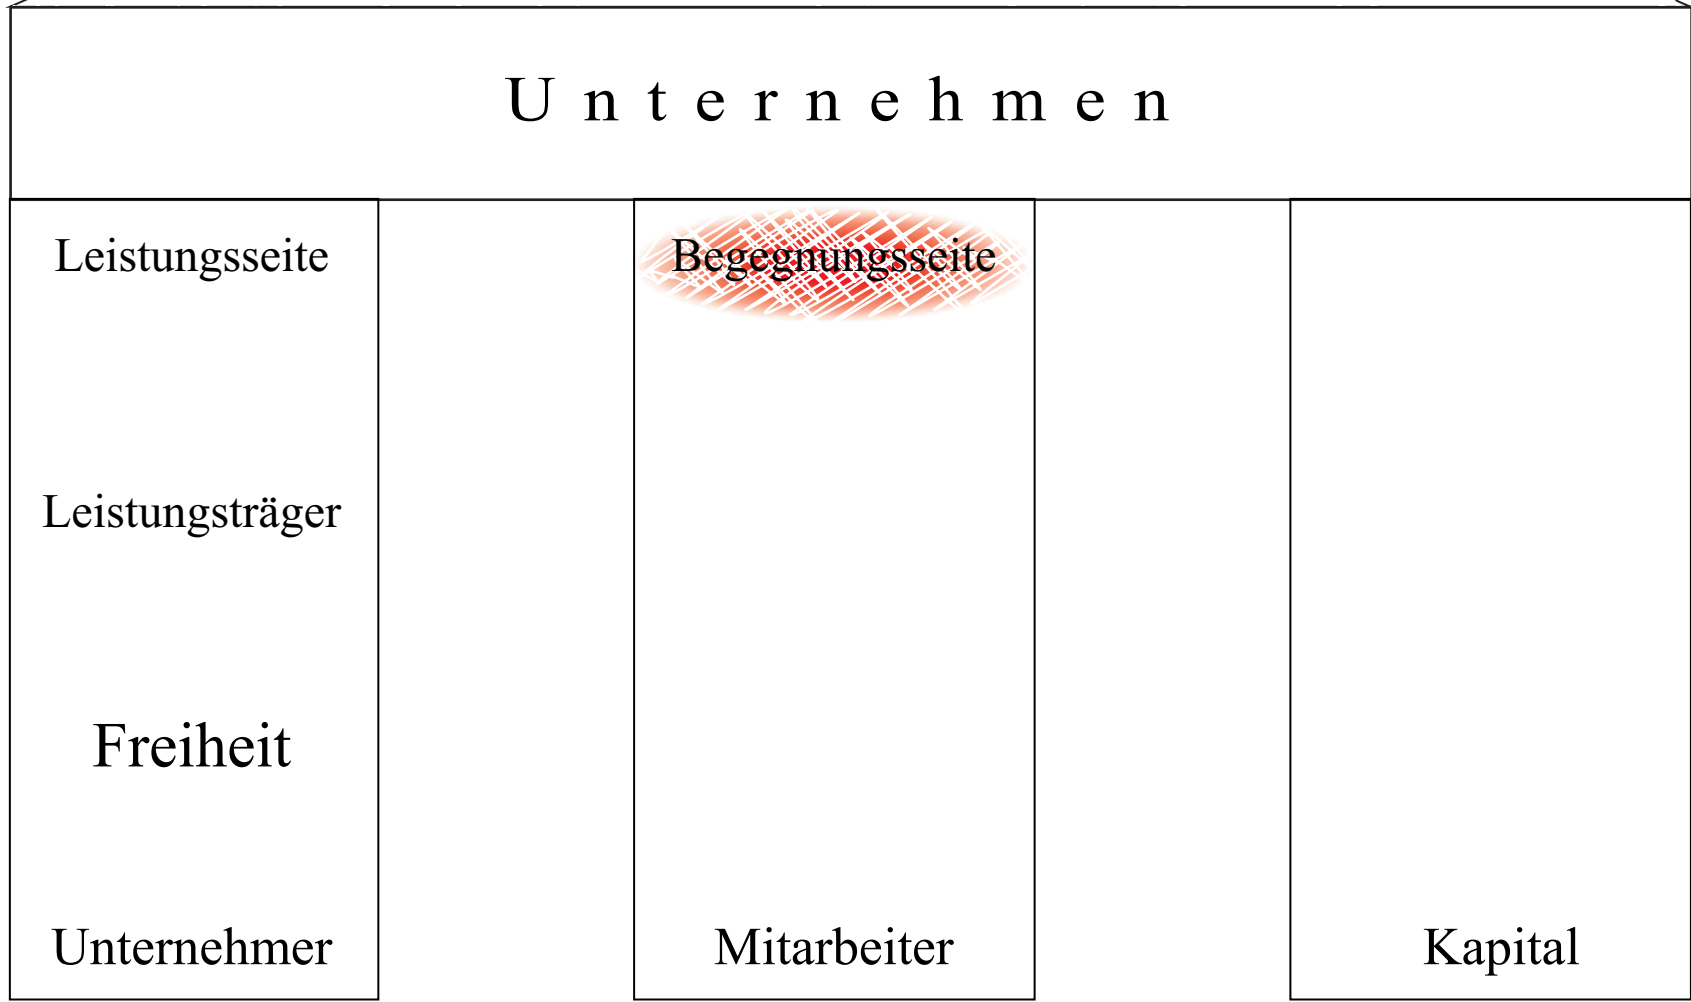 U n t e r n e h m e n
Leistungsseite
Begegnungsseite
Leistungsträger
Freiheit
Unternehmer
Mitarbeiter
Kapital